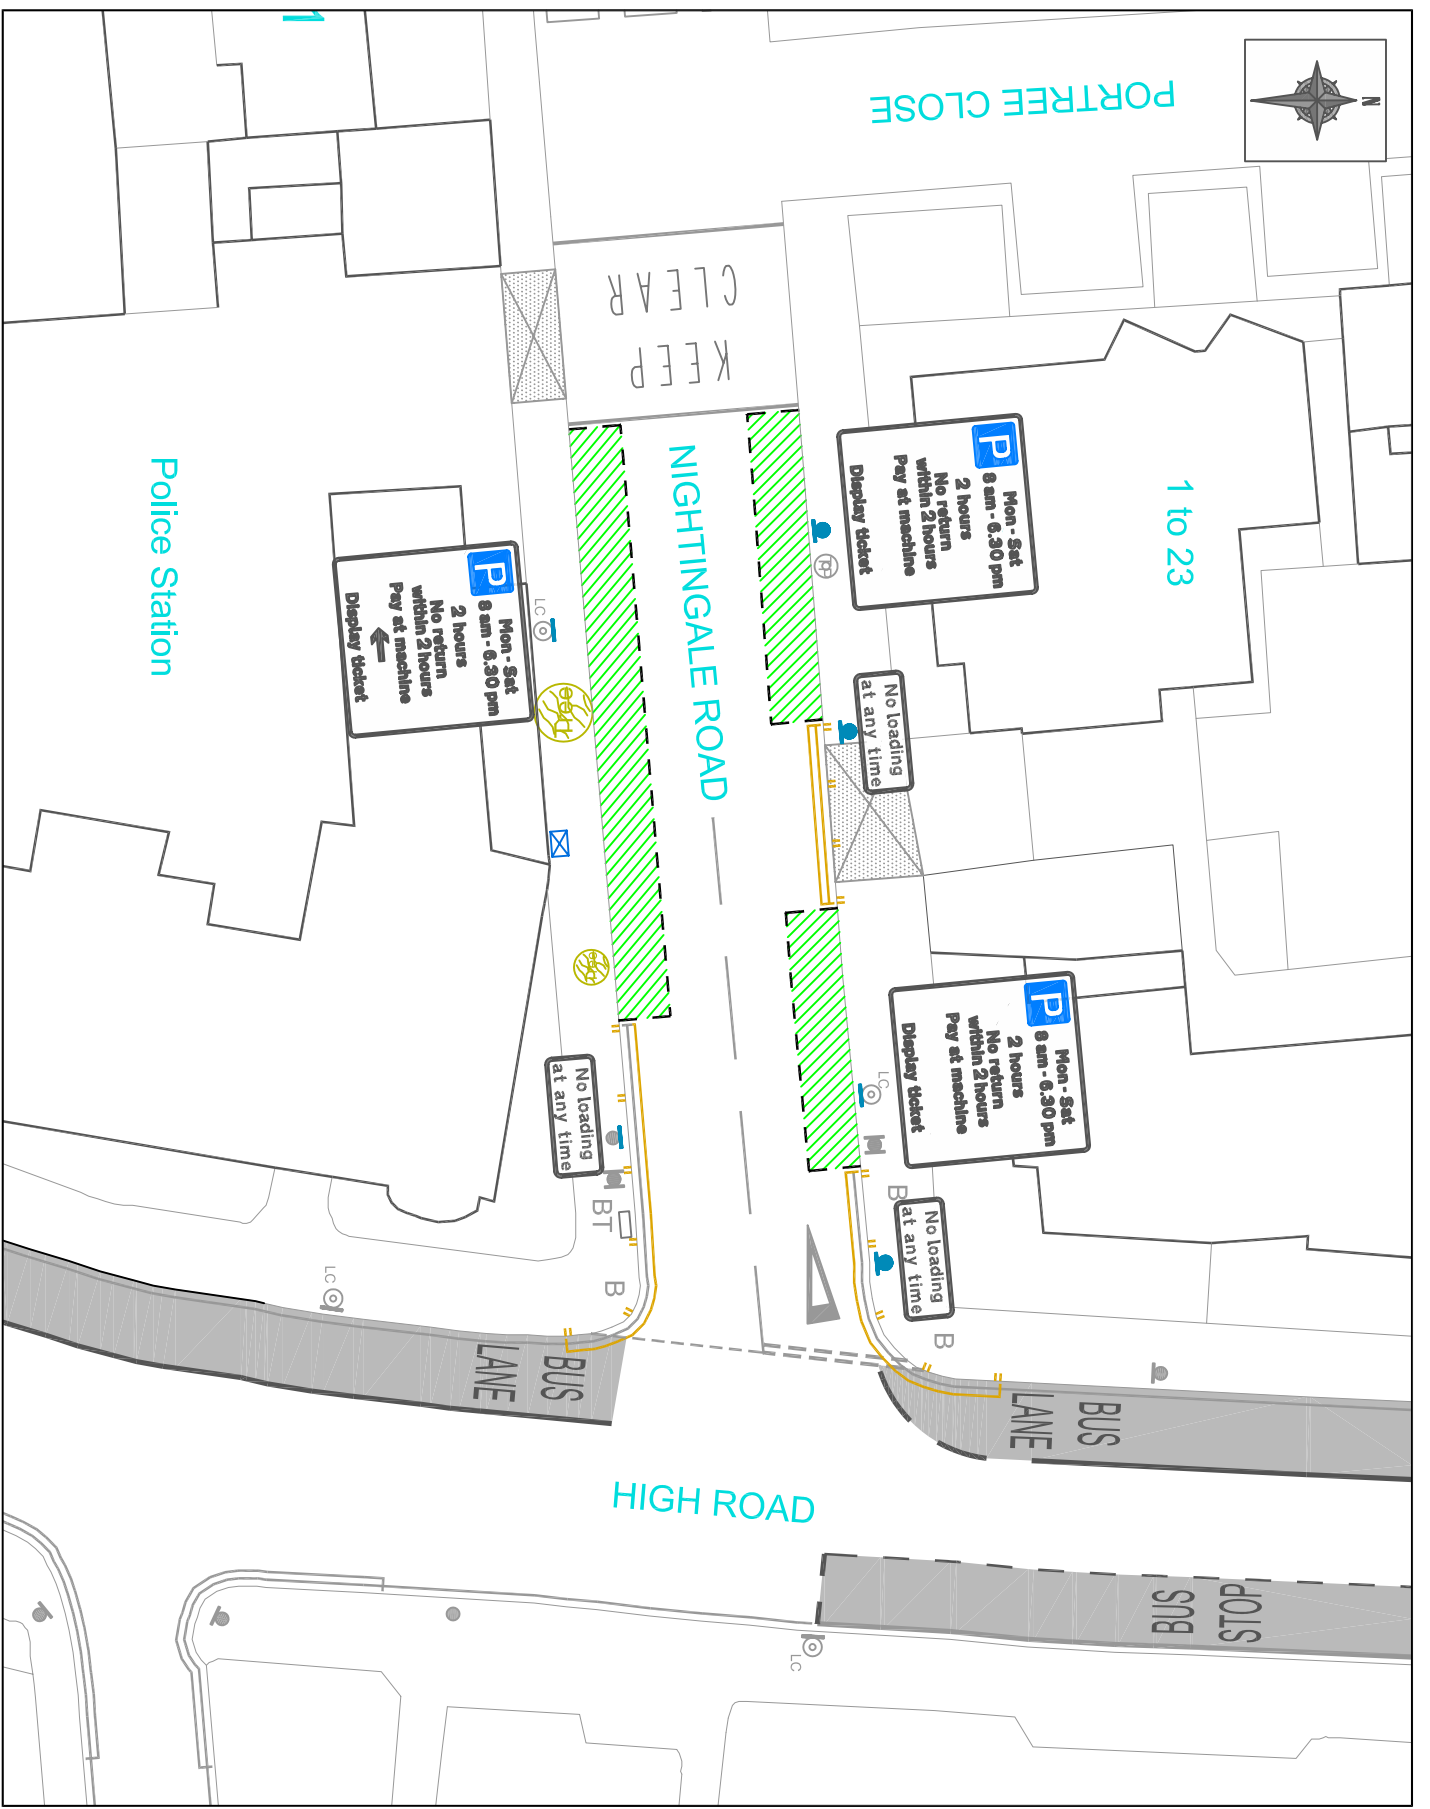 1
PORTREE CLOSE
N
KEEP
CLEAR
NIGHTINGALE ROAD
Police Station
1 to 23
P
Mon - Sat
8 am - 6.30 pm
2 hours
No return
within 2 hours
Pay at machine
Display ticket
P
Mon - Sat
8 am - 6.30 pm
2 hours
No return
within 2 hours
Pay at machine
Display ticket
LC
Tree
No loading
at any time
Tree
P
Mon - Sat
8 am - 6.30 pm
2 hours
No return
within 2 hours
Pay at machine
Display ticket
LC
No loading
at any time
BT
B
B
No loading
at any time
B
LC
BUS
LANE
BUS
LANE
HIGH ROAD
BUS
STOP
LC